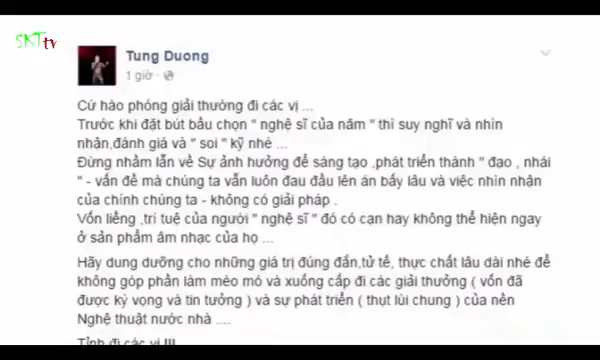 SKTtv
Tung Duong
1 giờ
Cứ hào phóng giải thưởng đi các vị ...
Trước khi đặt bút bầu chọn " nghệ sĩ của năm " thì suy nghĩ và nhìn
nhận,đánh giá và " soi " kỹ nhé ...
Đừng nhầm lẫn về Sự ảnh hưởng để sáng tạo ,phát triển thành " đạo , nhái
" - vấn đề mà chúng ta vẫn luôn đau đầu lên án bấy lâu và việc nhìn nhận
của chính chúng ta - không có giải pháp .
Vốn liếng ,trí tuệ của người " nghệ sĩ " đó có cạn hay không thể hiện ngay
ở sản phẩm âm nhạc của họ ...
Hãy dung dưỡng cho những giá trị đúng đắn,tử tế, thực chất lâu dài nhé để
không góp phần làm méo mó và xuống cấp đi các giải thưởng ( vốn đã
được kỳ vọng và tin tưởng ) và sự phát triển ( thụt lùi chung ) của nền
Nghệ thuật nước nhà ....
Tỉnh đi các vị !!!